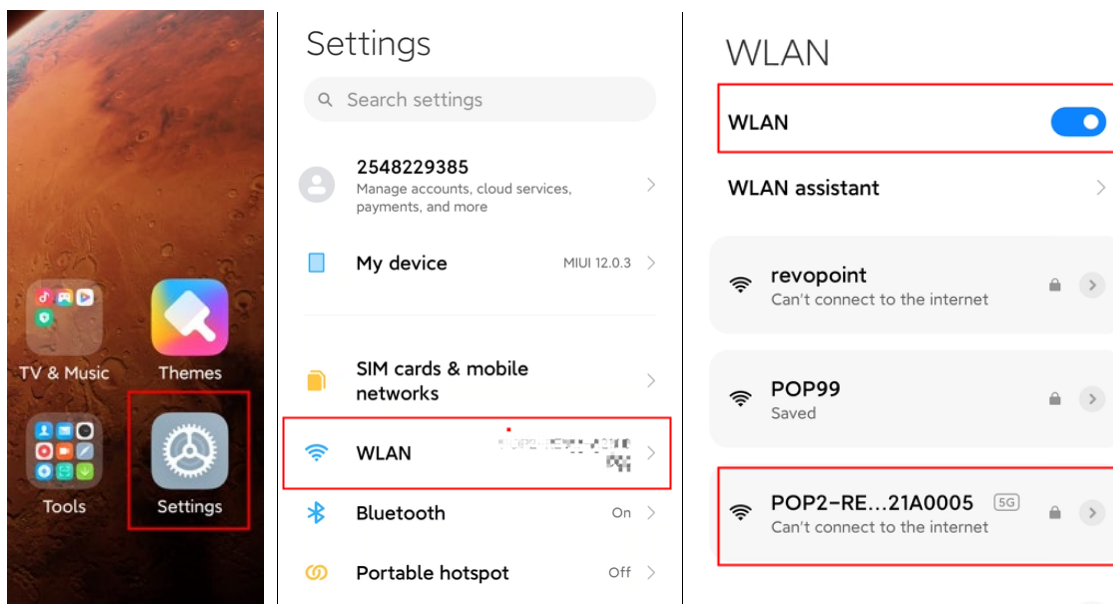 TV & Music
Themes
Tools
Settings
Settings
Search settings
2548229385
Manage accounts, cloud services,
payments, and more
My device
MIUI 12.0.3
SIM cards & mobile
networks
WLAN
Bluetooth
On
Portable hotspot
Off
WLAN
WLAN
WLAN assistant
revopoint
Can't connect to the internet
POP99
Saved
POP2-RE...21A0005 5G
Can't connect to the internet